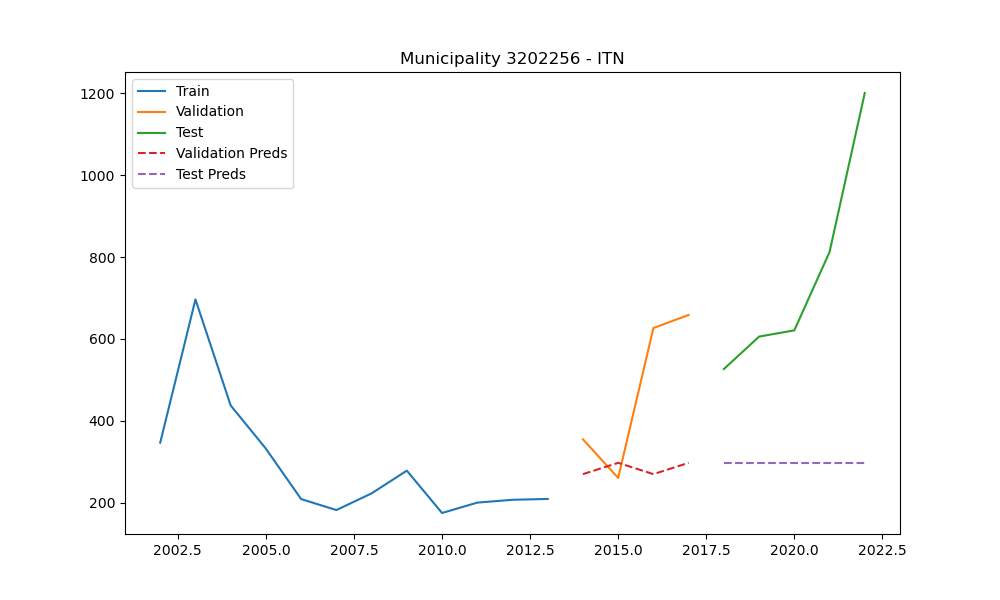 Municipality 3202256 - ITN
Train
Validation
Test
Validation Preds
Test Preds
1200
1000
800
600
400
200
2002.5 2005.0 2007.5 2010.0 2012.5 2015.0 2017.5 2020.0 2022.5